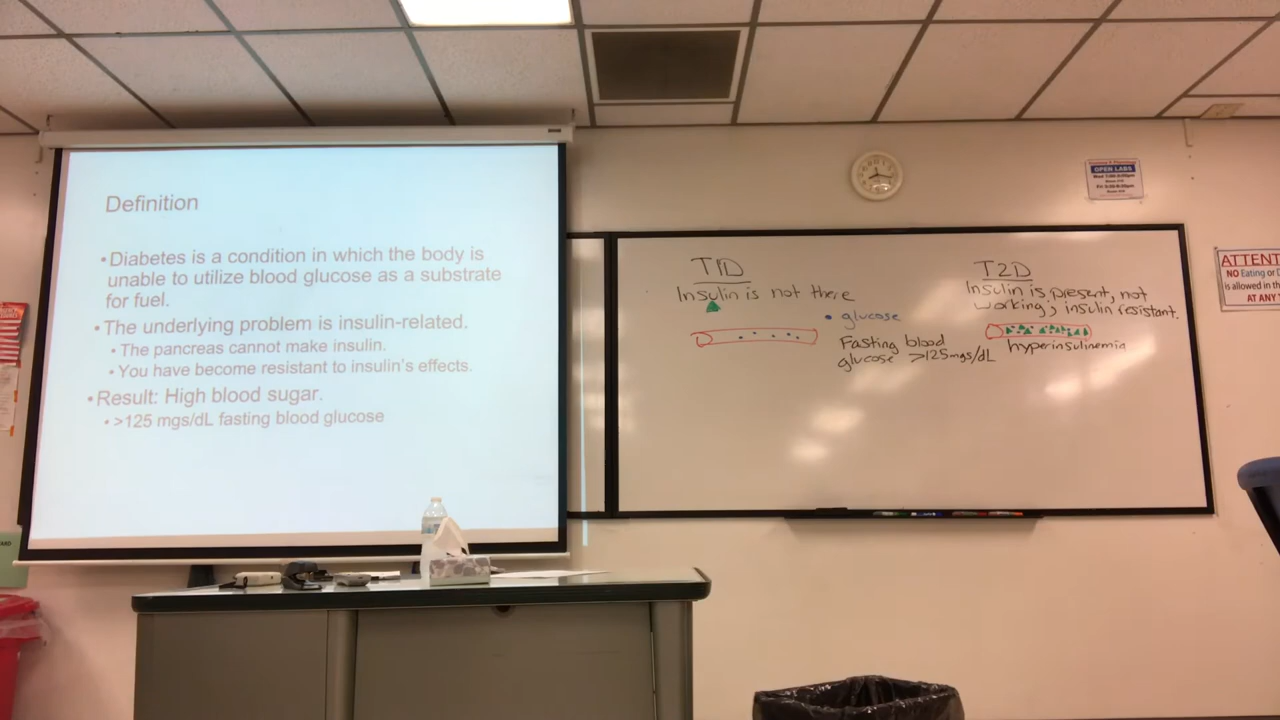 Definition
•Diabetes is a condition in which the body is
unable to utilize blood glucose as a substrate
for fuel.
•The underlying problem is insulin-related.
•The pancreas cannot make insulin.
•You have become resistant to insulin's effects.
•Result: High blood sugar.
•>125 mgs/dL fasting blood glucose
T1D
Insulin is not there
• glucose
Fasting blood
glucose >125mgs/dL
T2D
Insulin is present, not
working, insulin resistant.
hyperinsulinemia
OPEN LABS
ATTENT
NO Eating or D
is allowed in th
AT ANY